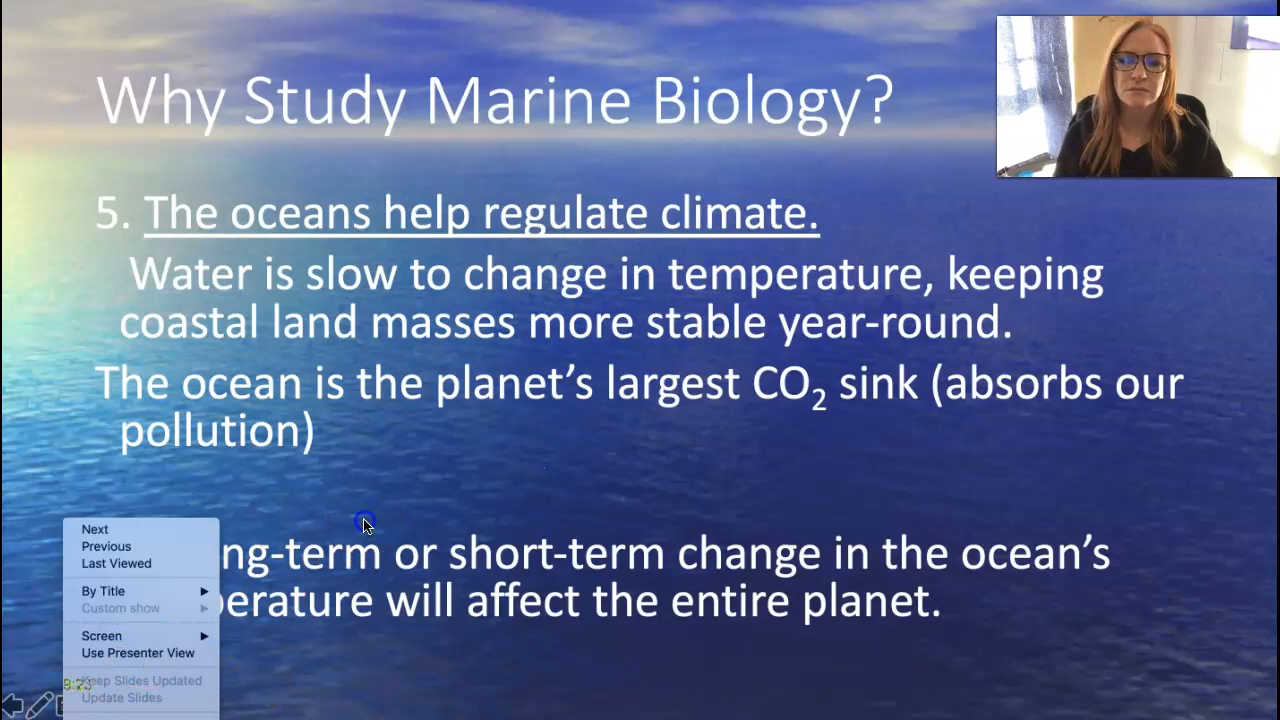 Why Study Marine Biology?
5. The oceans help regulate climate.
Water is slow to change in temperature, keeping
coastal land masses more stable year-round.
The ocean is the planet’s largest CO₂ sink (absorbs our
pollution)
ng-term or short-term change in the ocean’s
perature will affect the entire planet.
Next
Previous
Last Viewed
By Title
Custom show
Screen
Use Presenter View
Keep Slides Updated
Update Slides